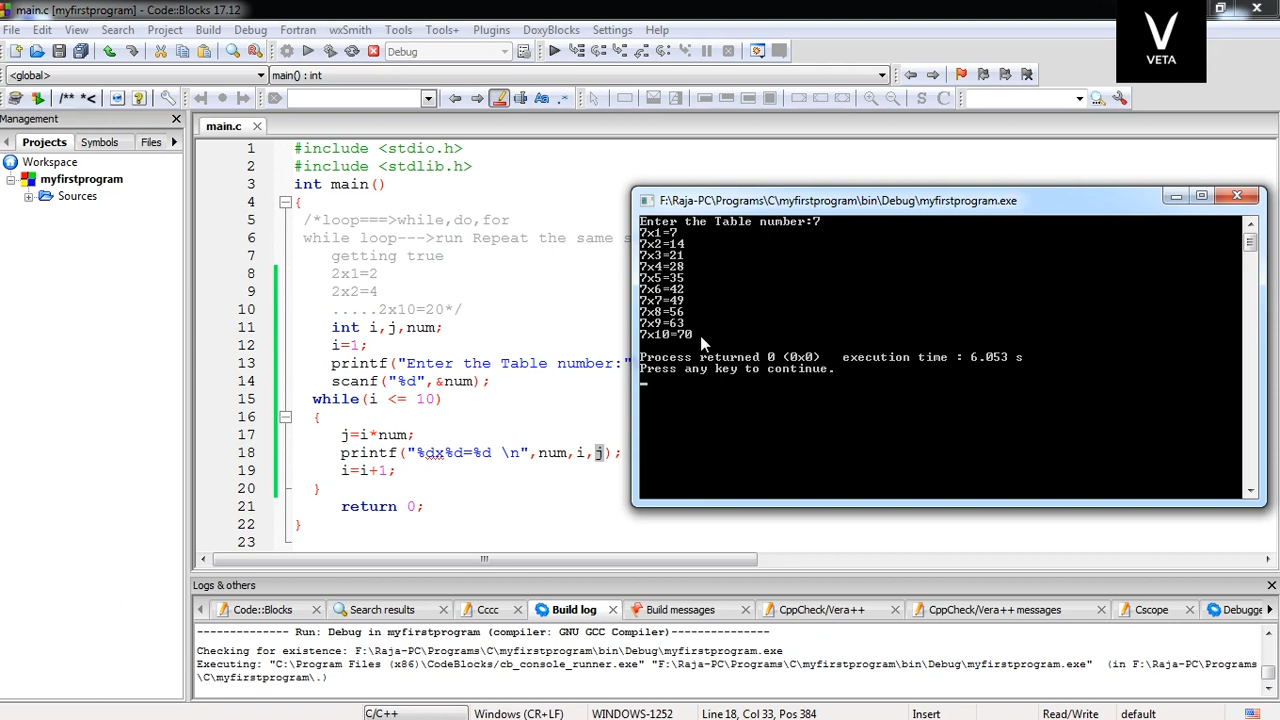 main.c [myfirstprogram] - Code::Blocks 17.12
File Edit View Search Project Build Debug Fortran wxSmith Tools Tools+ Plugins DoxyBlocks Settings Help
VETA
Debug
<global> main() : int
/** *<
Aa .* S C
Management
Projects Symbols Files
Workspace
myfirstprogram
Sources
main.c
1 #include <stdio.h>
2 #include <stdlib.h>
3 int main()
4 {
5 /*loop===>while,do,for
6 while loop--->run Repeat the same s
7 getting true
8 2x1=2
9 2x2=4
10 .....2x10=20*/
11 int i,j,num;
12 i=1;
13 printf("Enter the Table number:"
14 scanf("%d",&num);
15 while(i <= 10)
16 {
17 j=i*num;
18 printf("%dx%d=%d \n",num,i,j);
19 i=i+1;
20 }
21 return 0;
22 }
23
F:\Raja-PC\Programs\C\myfirstprogram\bin\Debug\myfirstprogram.exe
Enter the Table number:7
7x1=7
7x2=14
7x3=21
7x4=28
7x5=35
7x6=42
7x7=49
7x8=56
7x9=63
7x10=70
Process returned 0 (0x0) execution time : 6.053 s
Press any key to continue.
Logs & others
Code::Blocks Search results Cccc Build log Build messages CppCheck/Vera++ CppCheck/Vera++ messages Cscope Debugge
-------------- Run: Debug in myfirstprogram (compiler: GNU GCC Compiler)---------------
Checking for existence: F:\Raja-PC\Programs\C\myfirstprogram\bin\Debug\myfirstprogram.exe
Executing: "C:\Program Files (x86)\CodeBlocks/cb_console_runner.exe" "F:\Raja-PC\Programs\C\myfirstprogram\bin\Debug\myfirstprogram.exe" (in F:\Raja-PC\Programs
\C\myfirstprogram\.)
C/C++ Windows (CR+LF) WINDOWS-1252 Line 18, Col 33, Pos 384 Insert Read/Write default